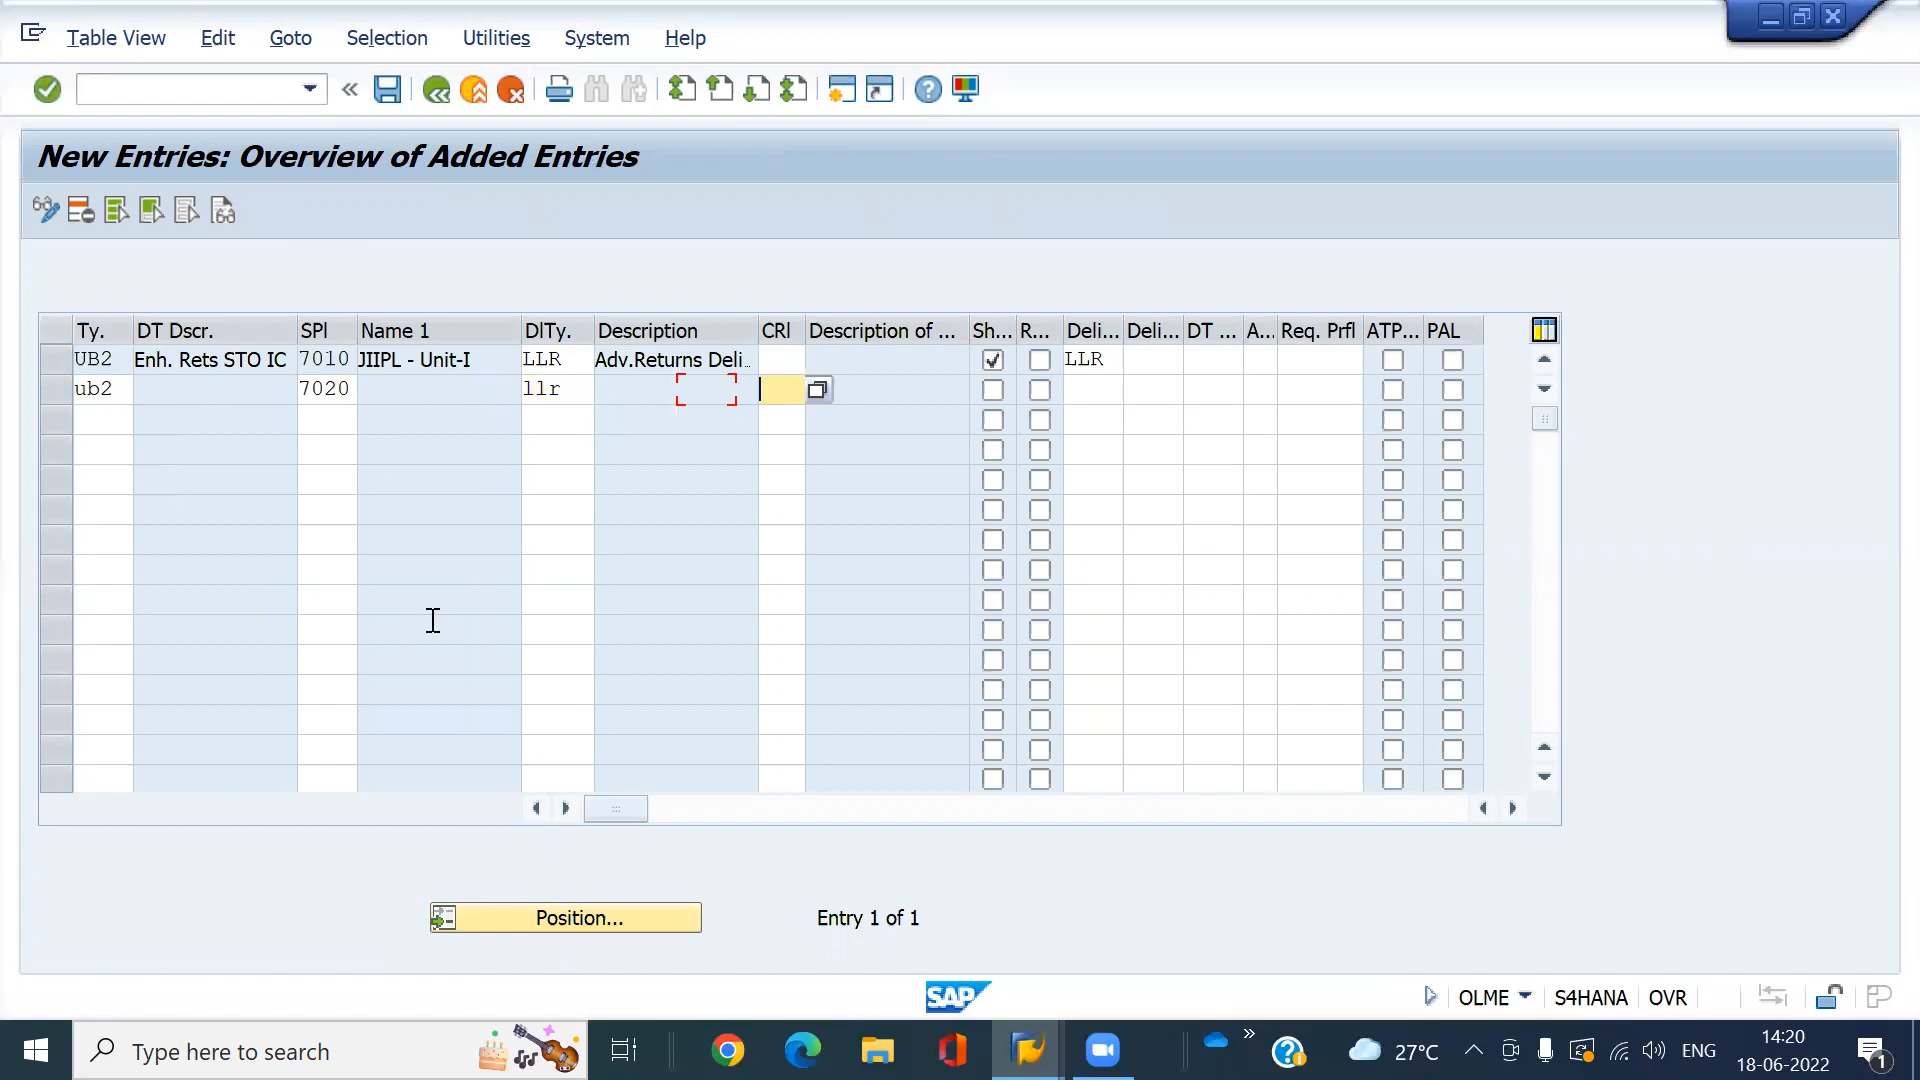 Table View Edit Goto Selection Utilities System Help
New Entries: Overview of Added Entries
Ty. DT Dscr. SPl Name 1 DlTy. Description CRl Description of ... Sh... R... Deli... Deli... DT ... A... Req. Prfl ATP... PAL
UB2 Enh. Rets STO IC 7010 JIIPL - Unit-I LLR Adv.Returns Deli... LLR
ub2 7020 llr
Position... Entry 1 of 1
SAP OLME S4HANA OVR
Type here to search 27°C ENG 14:20
18-06-2022 1